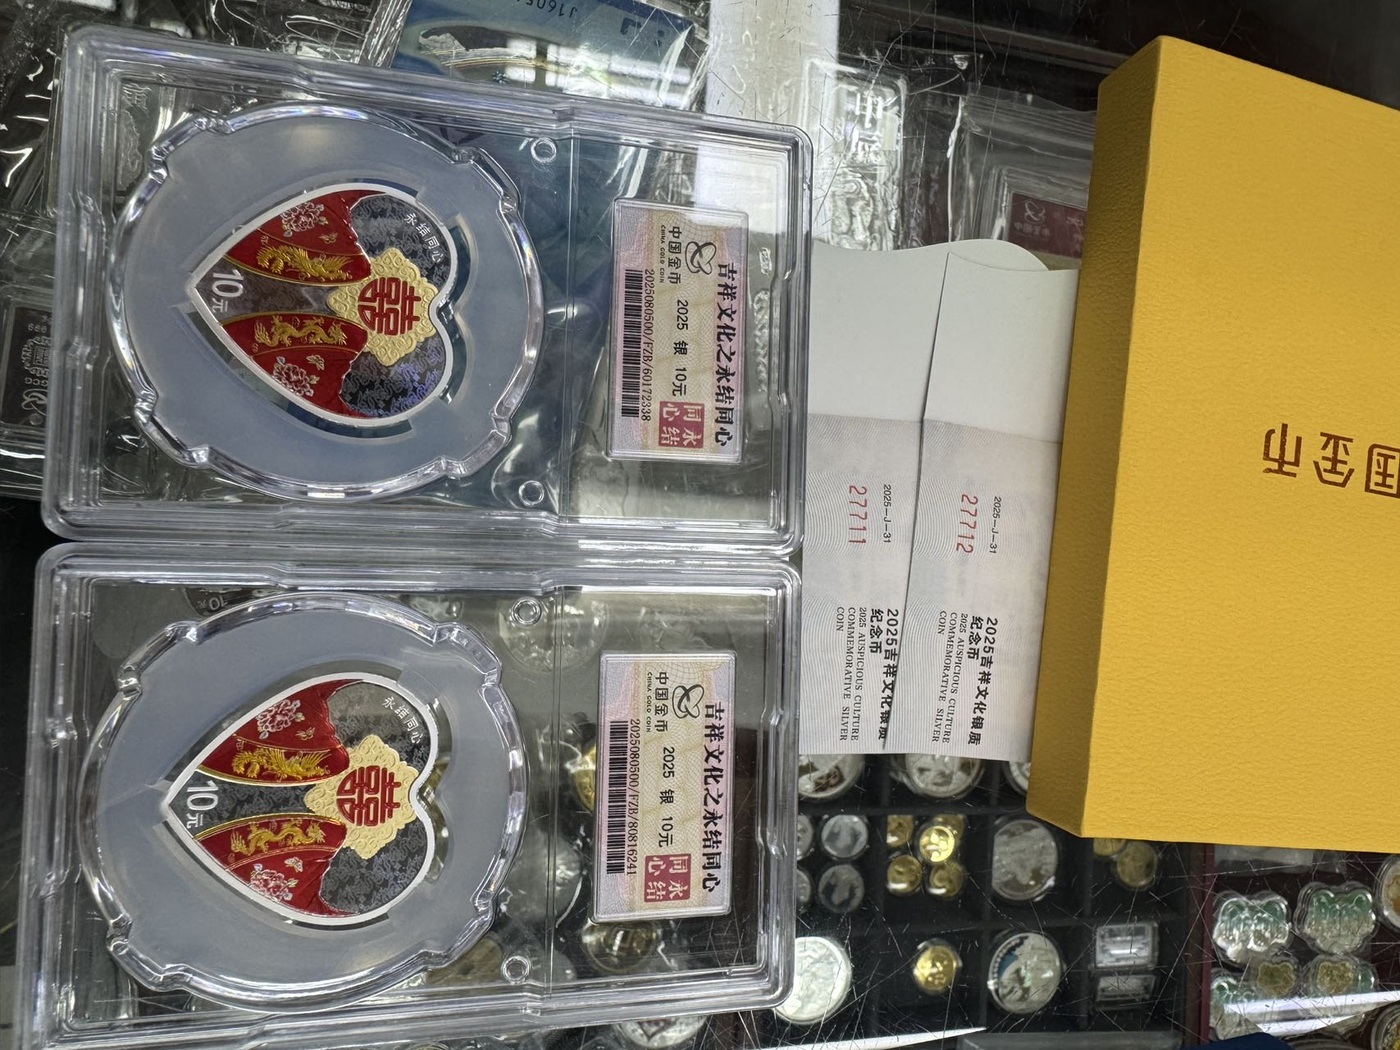 吉祥文化之永结同心
中国金币
CHINA GOLD COIN
2025 银 10元
永结
同心
2025080500/FZB/60172338
永结同心
囍
10元
吉祥文化之永结同心
中国金币
CHINA GOLD COIN
2025 银 10元
永结
同心
2025080500/FZB/80816241
永结同心
囍
10元
2025—J—31
27712
2025吉祥文化银质
纪念币
2025 AUSPICIOUS CULTURE
COMMEMORATIVE SILVER
COIN
2025—J—31
27711
2025吉祥文化银质
纪念币
2025 AUSPICIOUS CULTURE
COMMEMORATIVE SILVER
COIN
国金币